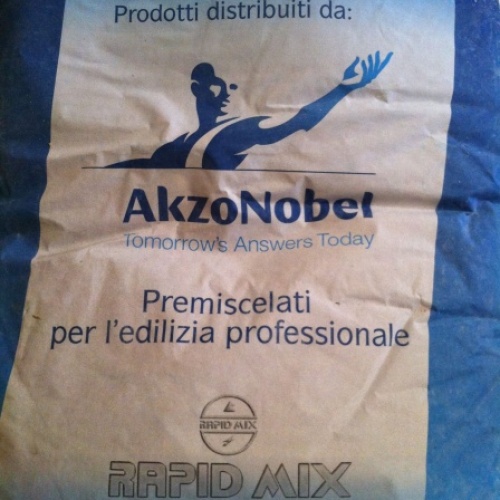 Prodotti distribuiti da:
AkzoNobel
Tomorrow's Answers Today
Premiscelati
per l'edilizia professionale
RAPID MIX
RAPID MIX